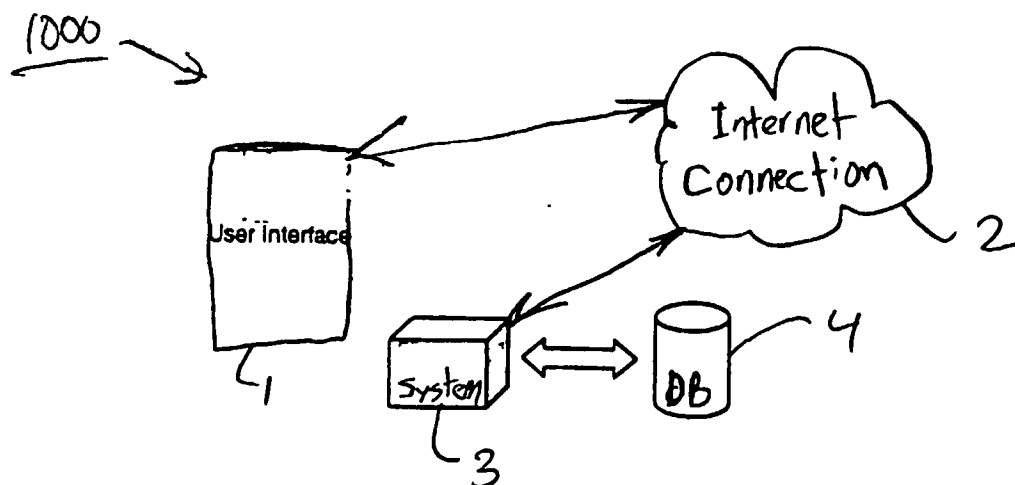 1000
Internet
Connection
User Interface
2
System
DB
4
1
3